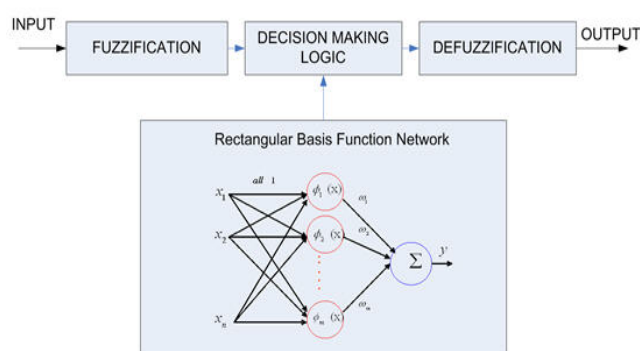 INPUT
FUZZIFICATION
DECISION MAKING
LOGIC
DEFUZZIFICATION
OUTPUT
Rectangular Basis Function Network
all 1
x₁
x₂
xₙ
ϕ₁ (x)
ϕ₂ (x)
ϕₘ (x)
ω₁
ω₂
ωₘ
Σ
y